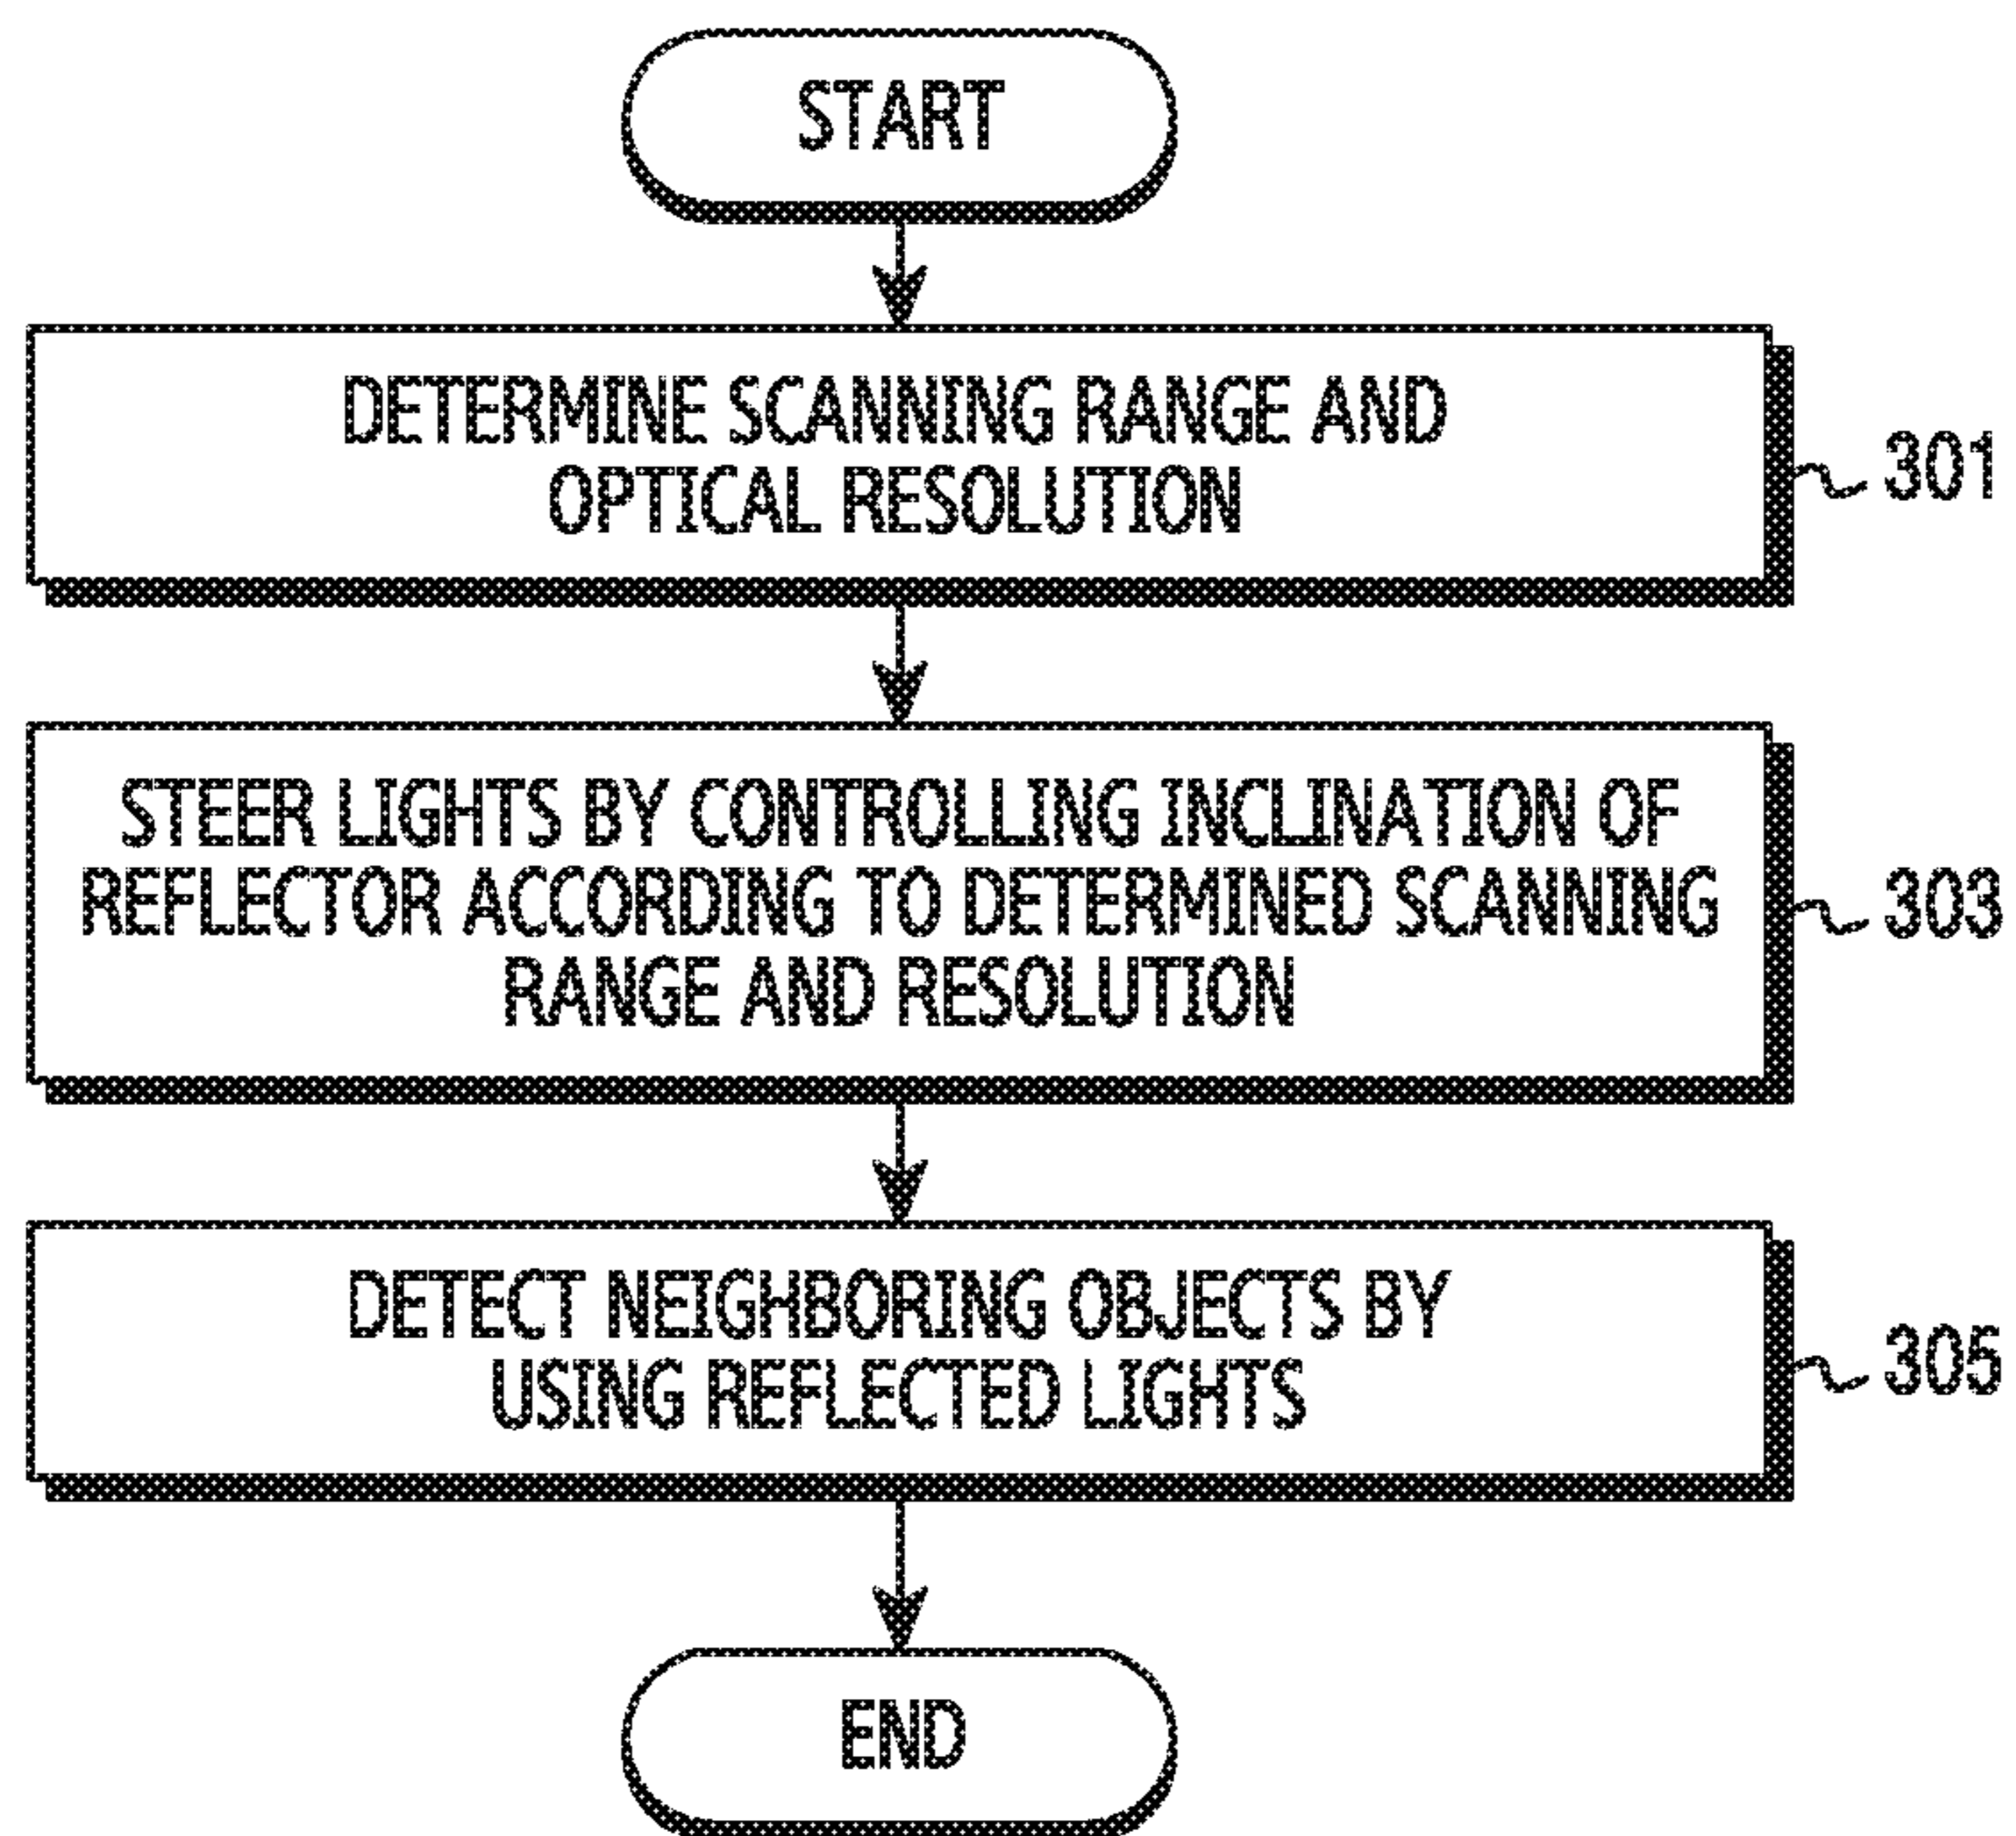 START
DETERMINE SCANNING RANGE AND
OPTICAL RESOLUTION
301
STEER LIGHTS BY CONTROLLING INCLINATION OF
REFLECTOR ACCORDING TO DETERMINED SCANNING
RANGE AND RESOLUTION
303
DETECT NEIGHBORING OBJECTS BY
USING REFLECTED LIGHTS
305
END